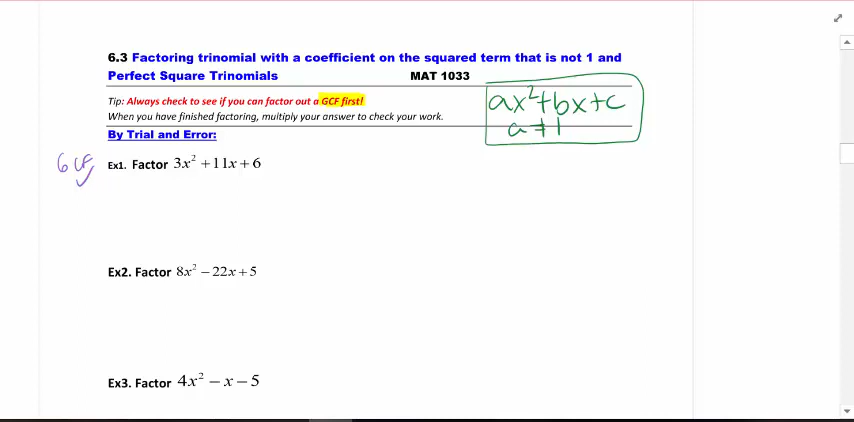 6.3 Factoring trinomial with a coefficient on the squared term that is not 1 and
Perfect Square Trinomials MAT 1033
Tip: Always check to see if you can factor out a GCF first!
When you have finished factoring, multiply your answer to check your work.
ax²+bx+c
a≠1
By Trial and Error:
GCF ✓
Ex1. Factor 3x² +11x + 6
Ex2. Factor 8x² − 22x + 5
Ex3. Factor 4x² − x − 5